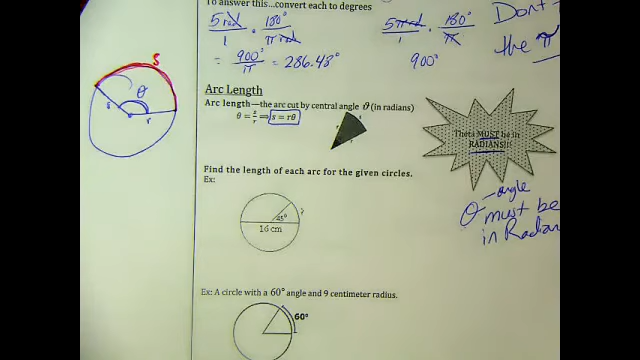 To answer this...convert each to degrees
5 rad/1 · 180°/π rad
= 900°/π = 286.48°
5π rad/1 · 180°/π
900°
Don't
the π
S
θ
r
Arc Length
Arc length—the arc cut by central angle ϑ (in radians)
θ = s/r ⟹ s = rθ
Theta MUST be in
RADIANS!!!
θ - angle
must be
in Radian
Find the length of each arc for the given circles.
Ex:
45°
?
16 cm
Ex: A circle with a 60° angle and 9 centimeter radius.
60°